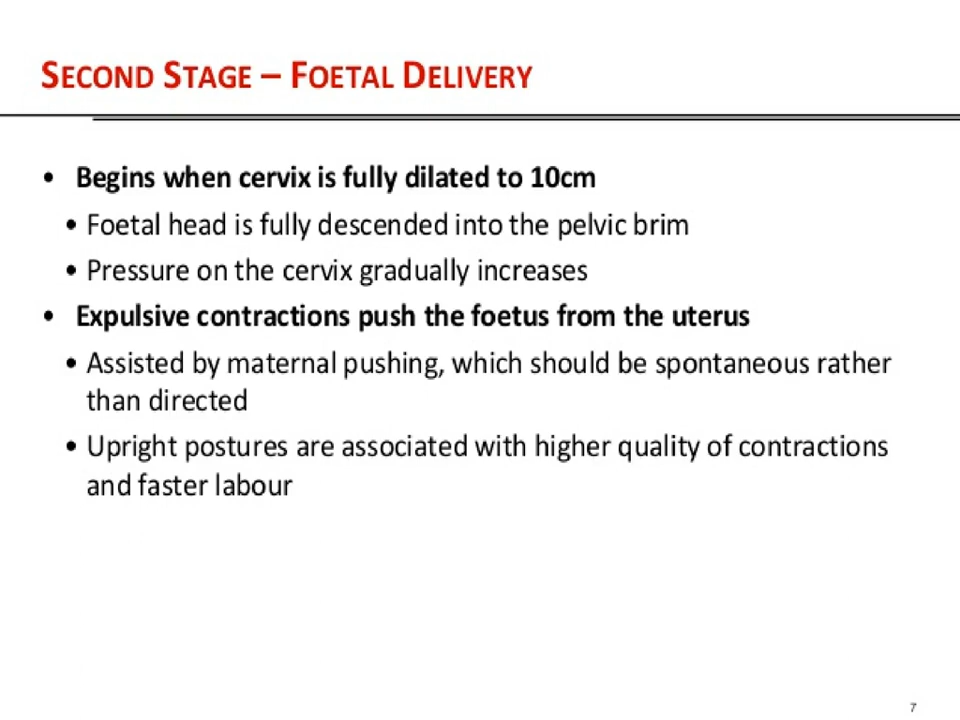 SECOND STAGE – FOETAL DELIVERY
• Begins when cervix is fully dilated to 10cm
• Foetal head is fully descended into the pelvic brim
• Pressure on the cervix gradually increases
• Expulsive contractions push the foetus from the uterus
• Assisted by maternal pushing, which should be spontaneous rather
than directed
• Upright postures are associated with higher quality of contractions
and faster labour
7